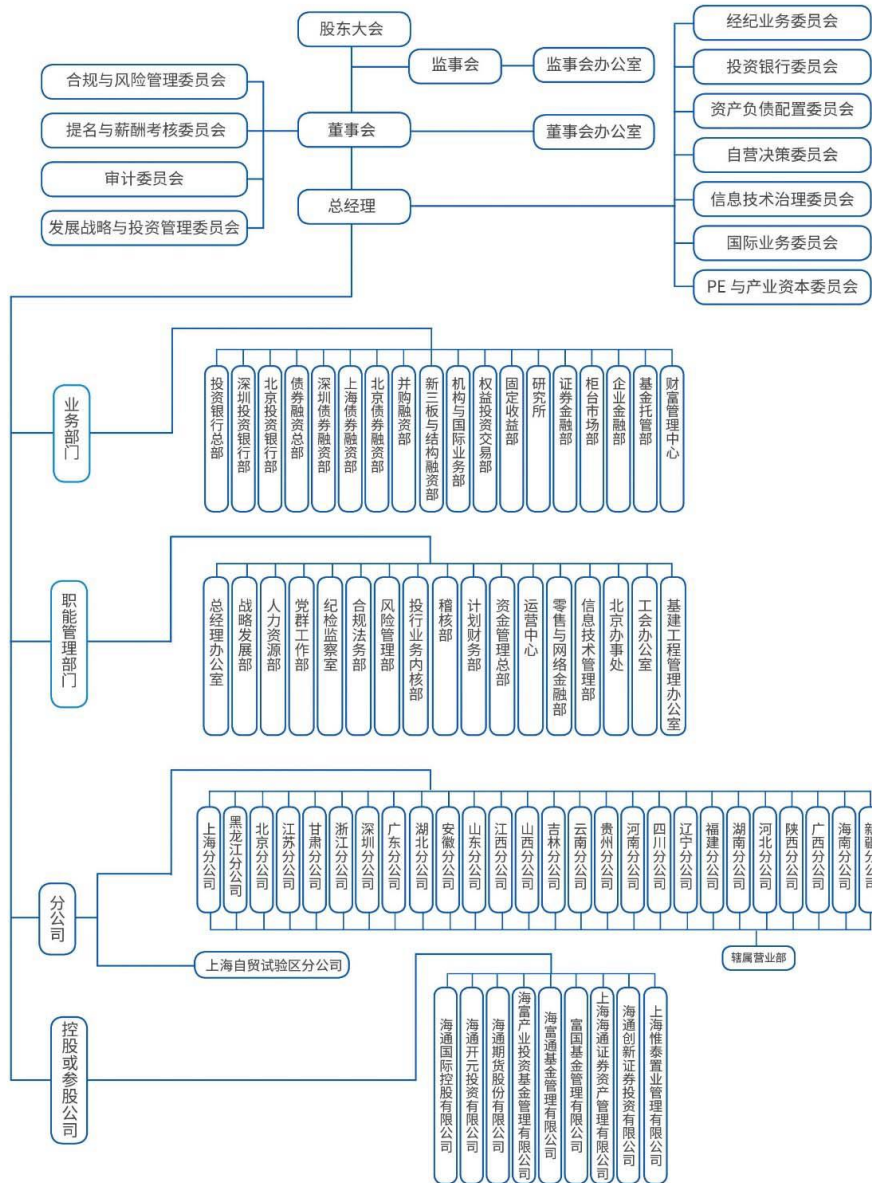 股东大会
监事会
监事会办公室
董事会
董事会办公室
总经理
合规与风险管理委员会
提名与薪酬考核委员会
审计委员会
发展战略与投资管理委员会
经纪业务委员会
投资银行委员会
资产负债配置委员会
自营决策委员会
信息技术治理委员会
国际业务委员会
PE 与产业资本委员会
业务部门
投资银行总部
深圳投资银行部
北京投资银行部
债券融资总部
深圳债券融资部
上海债券融资部
北京债券融资部
并购融资部
新三板与结构融资部
机构与国际业务部
权益投资交易部
固定收益部
研究所
证券金融部
柜台市场部
企业金融部
基金托管部
财富管理中心
职能管理部门
总经理办公室
战略发展部
人力资源部
党群工作部
纪检监察室
合规法务部
风险管理部
投行业务内核部
稽核部
计划财务部
资金管理总部
运营中心
零售与网络金融部
信息技术管理部
北京办事处
工会办公室
基建工程管理办公室
分公司
上海分公司
黑龙江分公司
北京分公司
江苏分公司
甘肃分公司
浙江分公司
深圳分公司
广东分公司
湖北分公司
安徽分公司
山东分公司
江西分公司
山西分公司
吉林分公司
云南分公司
贵州分公司
河南分公司
四川分公司
辽宁分公司
福建分公司
湖南分公司
河北分公司
陕西分公司
广西分公司
海南分公司
新疆分公司
上海自贸试验区分公司
辖属营业部
控股或参股公司
海通国际控股有限公司
海通开元投资有限公司
海通期货股份有限公司
海富产业投资基金管理有限公司
海富通基金管理有限公司
富国基金管理有限公司
上海海通证券资产管理有限公司
海通创新证券投资有限公司
上海惟泰置业管理有限公司